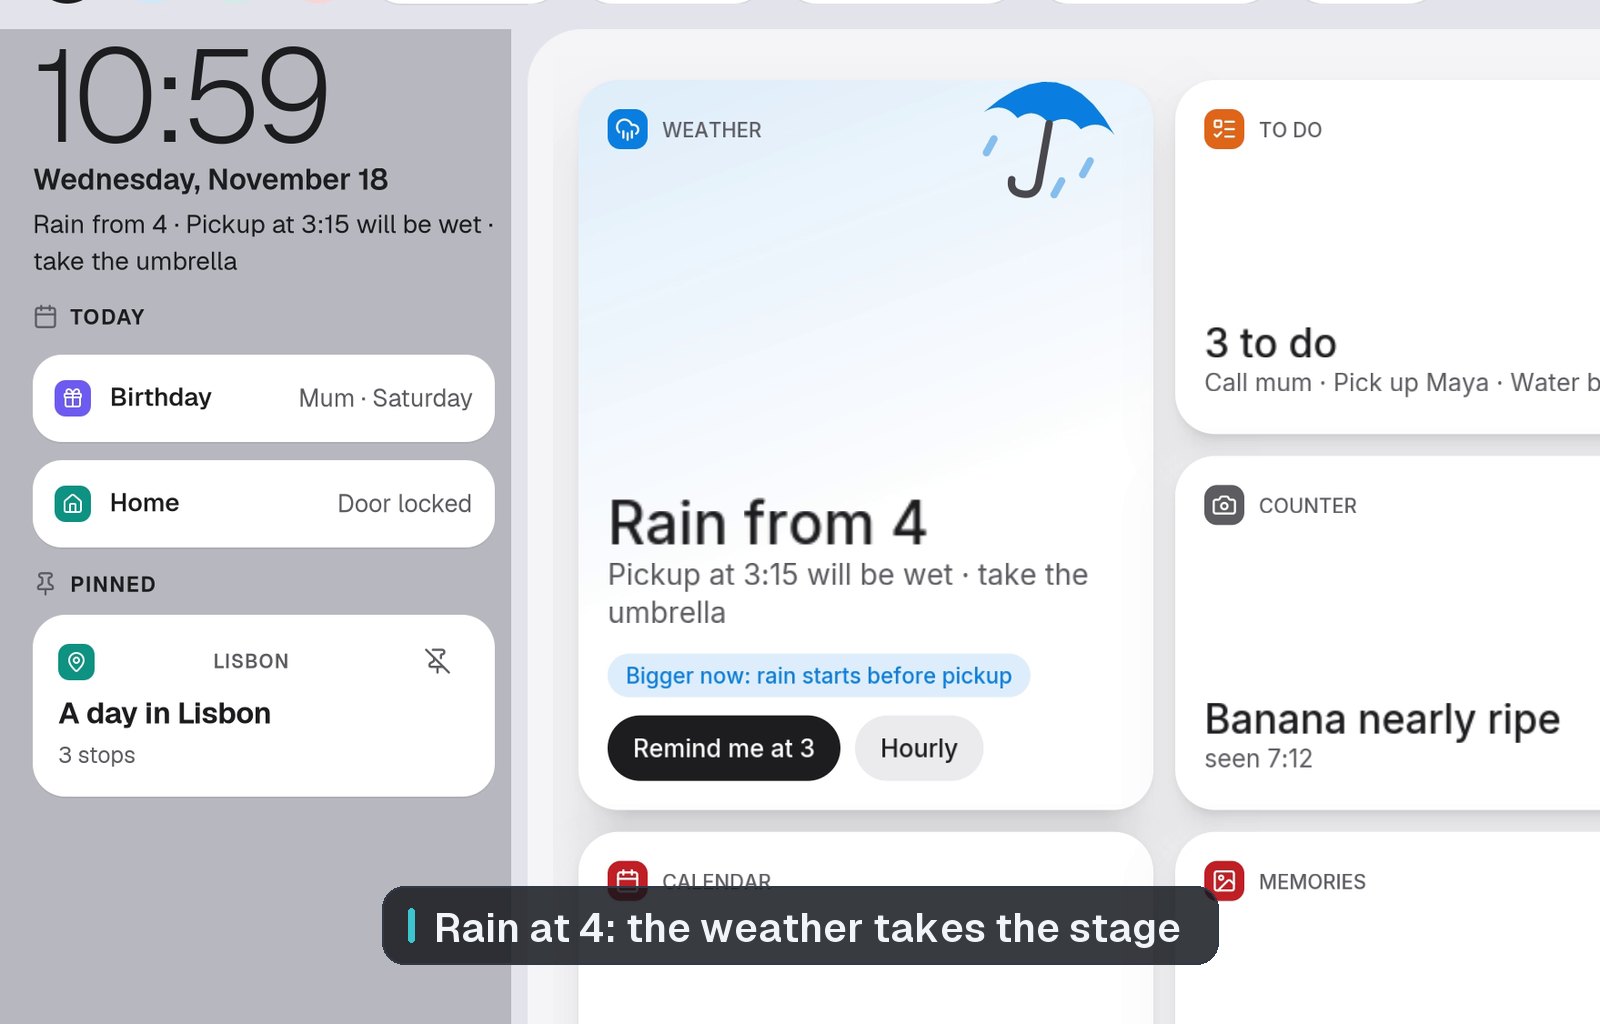 10:59
Wednesday, November 18
Rain from 4 · Pickup at 3:15 will be wet ·
take the umbrella
TODAY
Birthday
Mum · Saturday
Home
Door locked
PINNED
LISBON
A day in Lisbon
3 stops
WEATHER
Rain from 4
Pickup at 3:15 will be wet · take the
umbrella
Bigger now: rain starts before pickup
Remind me at 3
Hourly
TO DO
3 to do
Call mum · Pick up Maya · Water b
COUNTER
Banana nearly ripe
seen 7:12
CALENDAR
MEMORIES
Rain at 4: the weather takes the stage